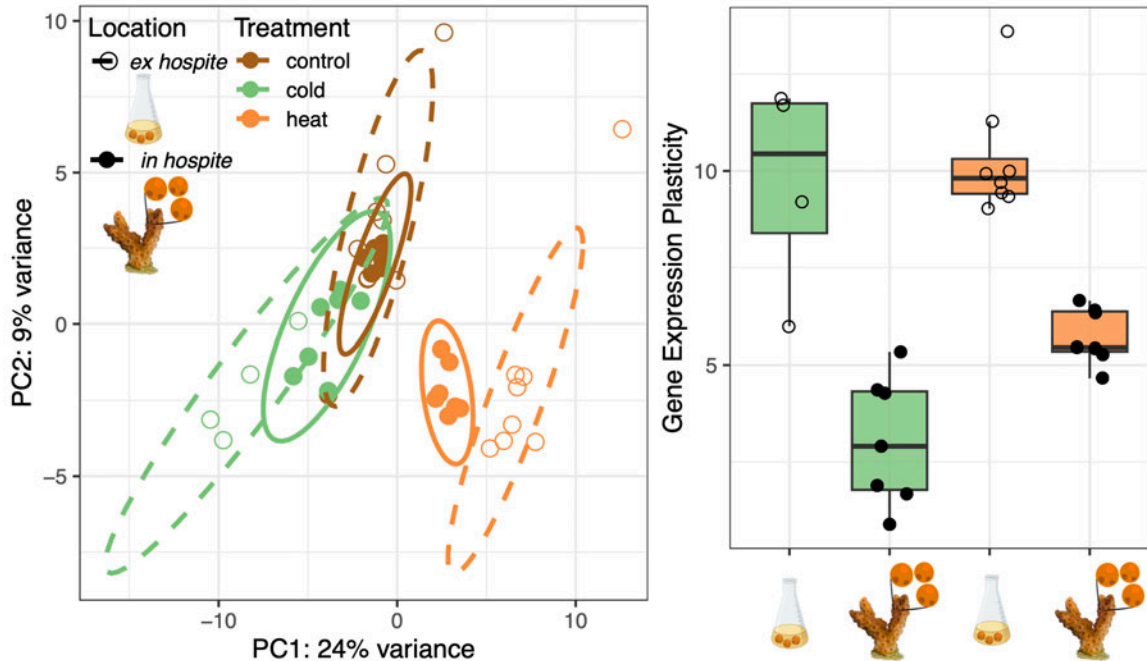 Location
Treatment
ex hospite
control
cold
heat
in hospite
10
5
0
−5
PC2: 9% variance
−10
0
10
PC1: 24% variance
Gene Expression Plasticity
10
5